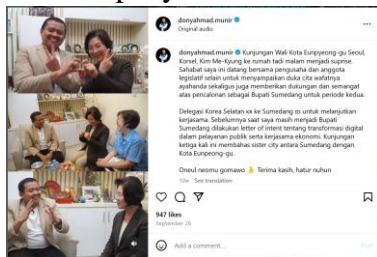 donyahmad.munir
Original audio
donyahmad.munir Kunjungan Wali Kota Eunpyeong-gu Seoul,
Korsel, Kim Me-Kyung ke rumah tadi malam menjadi suprise.
Sahabat saya ini datang bersama pengusaha dan anggota
legislatif selain untuk menyampaikan duka cita wafatnya
ayahanda sekaligus juga memberikan dukungan dan semangat
atas pencalonan sebagai Bupati Sumedang untuk periode kedua.
Delegasi Korea Selatan ke Sumedang to untuk melanjutkan
kerjasama. Sebelumnya saat saya masih menjadi Bupati
Sumedang dilakukan letter of intent tentang transformasi digital
dalam pelayanan publik serta kerjasama ekonomi. Kunjungan
ketiga kali ini membahas sister city antara Sumedang dengan
Kota Eunpeong-gu.
Oneul neomu gomawo Terima kasih, hatur nuhun
See translation
947 likes
September 26
Add a comment...
Post